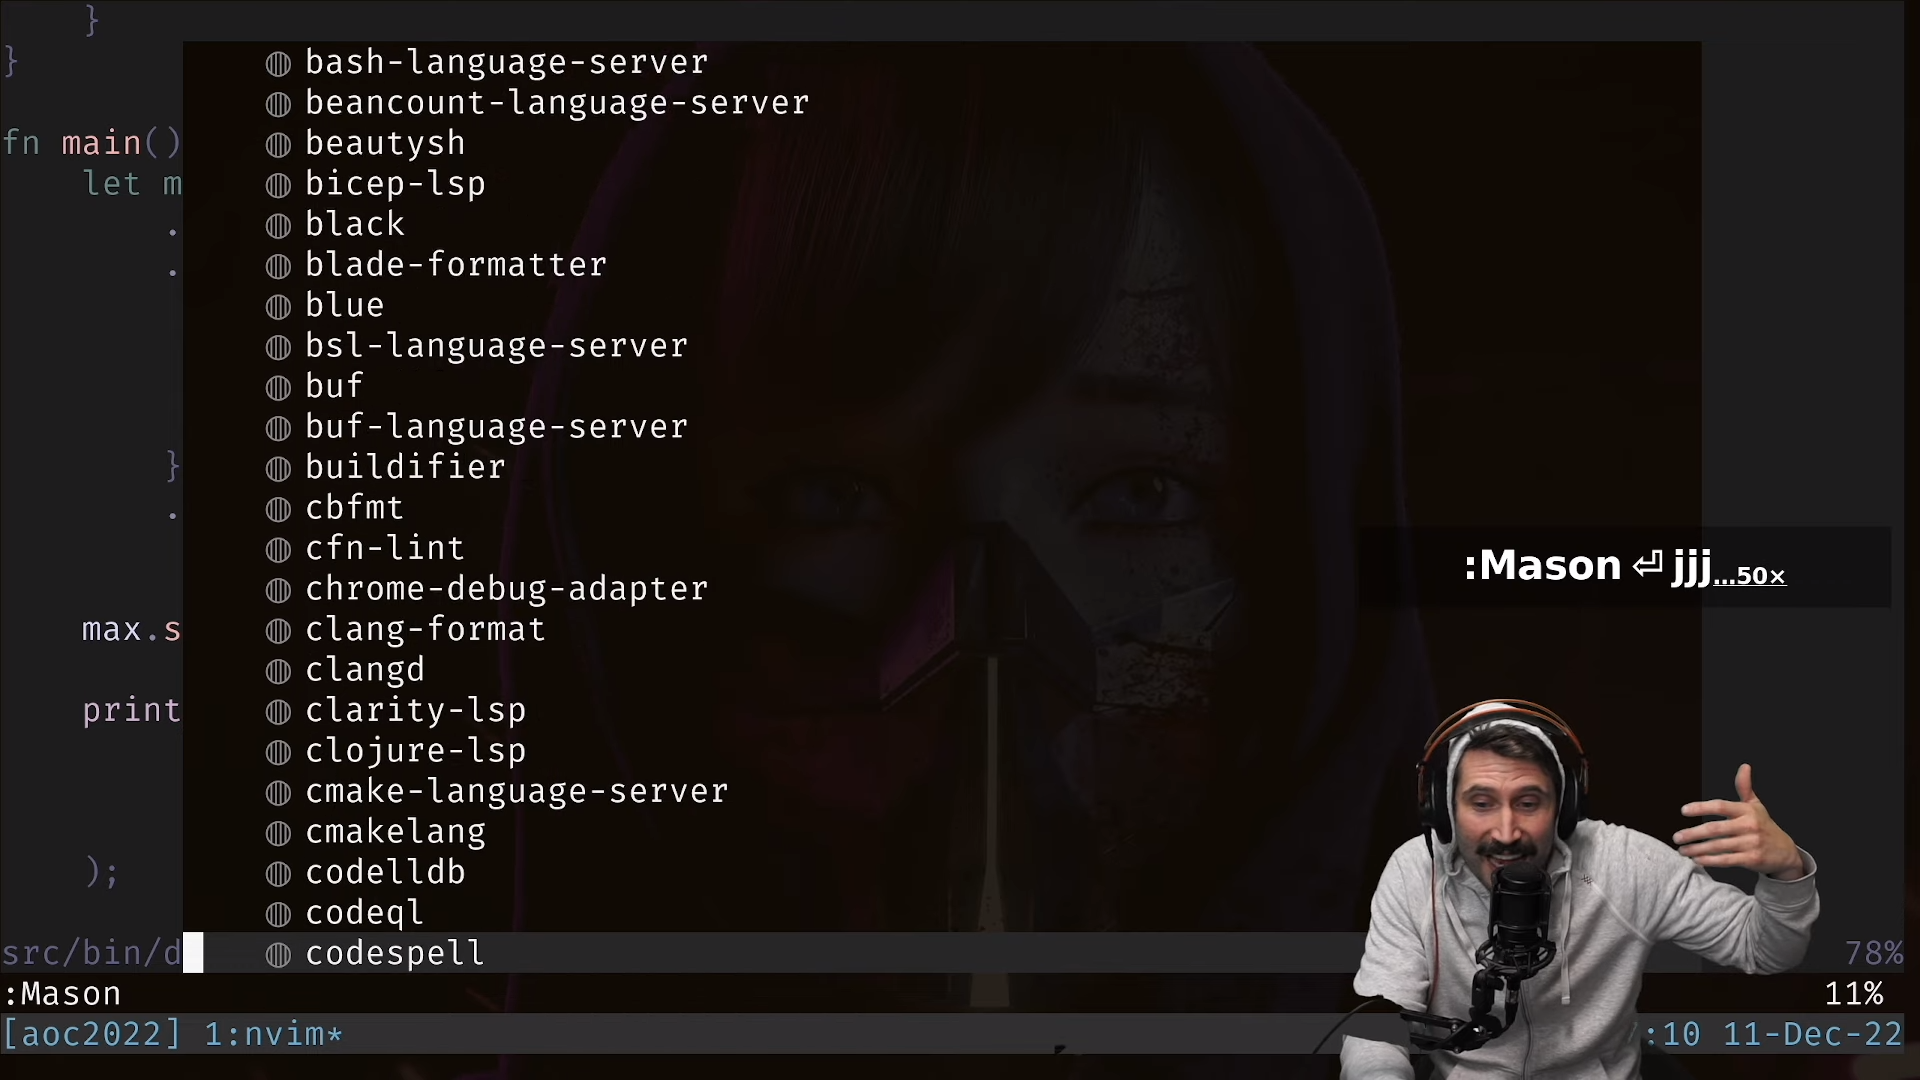 }
bash-language-server
}
beancount-language-server
fn main()
beautysh
let m
bicep-lsp
.
black
.
blade-formatter
blue
bsl-language-server
buf
buf-language-server
}
buildifier
.
cbfmt
cfn-lint
:Mason ⏎ jjj…50×
chrome-debug-adapter
max.s
clang-format
clangd
print
clarity-lsp
clojure-lsp
cmake-language-server
cmakelang
);
codelldb
codeql
src/bin/d
codespell
78%
:Mason
11%
[aoc2022] 1:nvim*
:10 11-Dec-22